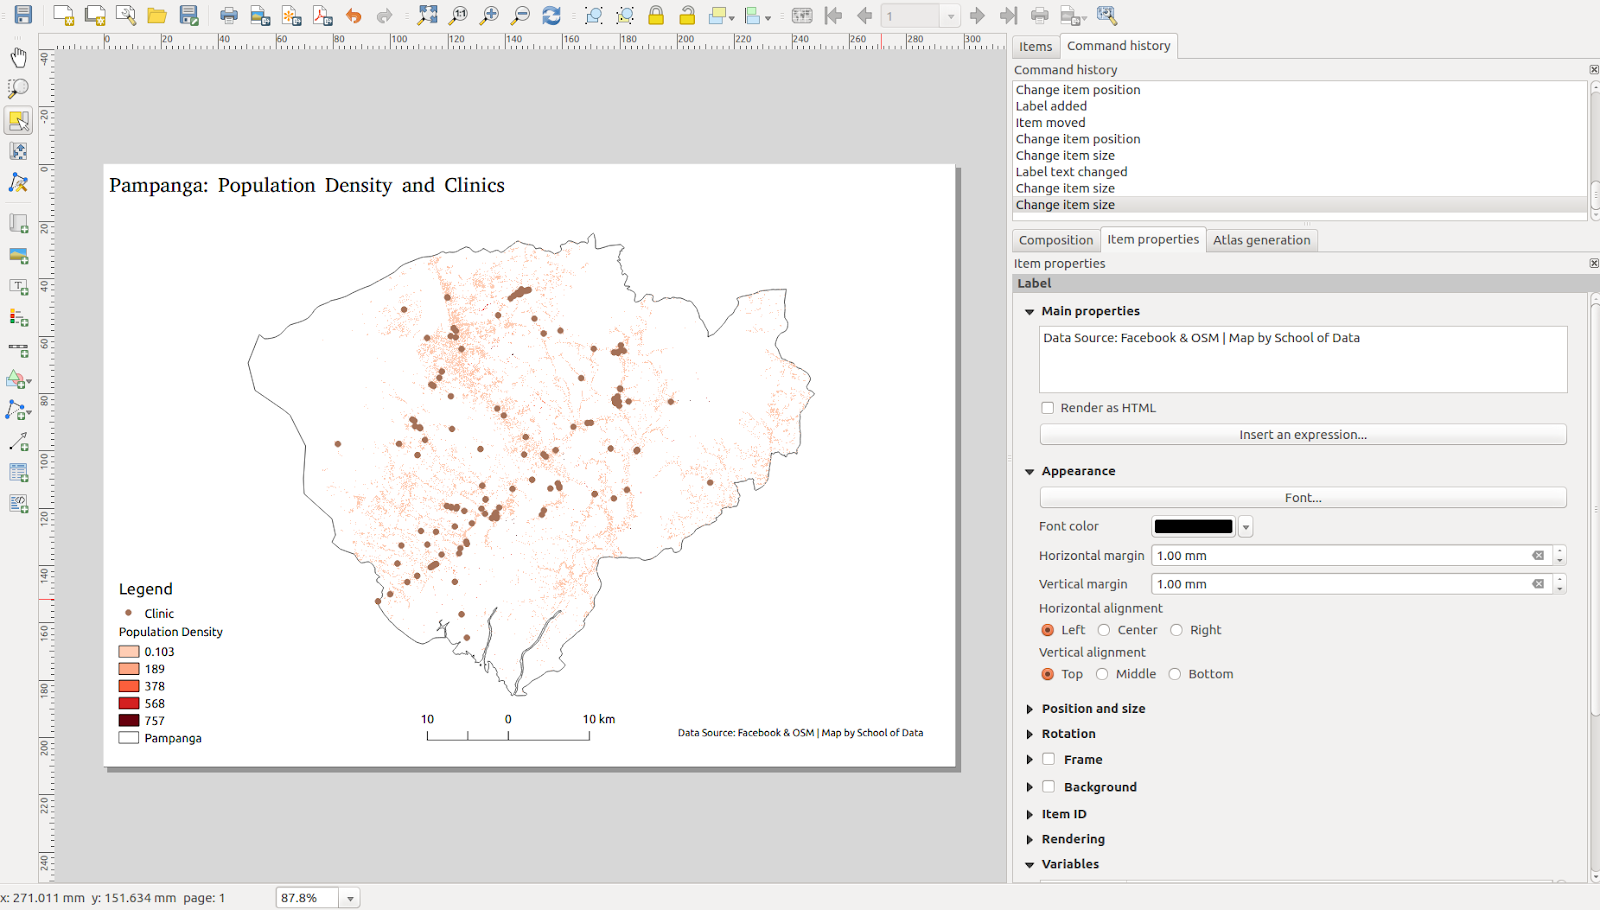 1
0 20 40 60 80 100 120 140 160 180 200 220 240 260 280 300
-40
-20
0
20
40
60
80
100
120
140
160
180
200
220
240
Pampanga: Population Density and Clinics
Legend
Clinic
Population Density
0.103
189
378
568
757
Pampanga
10 0 10 km
Data Source: Facebook & OSM | Map by School of Data
Items Command history
Command history
Change item position
Label added
Item moved
Change item position
Change item size
Label text changed
Change item size
Change item size
Composition Item properties Atlas generation
Item properties
Label
Main properties
Data Source: Facebook & OSM | Map by School of Data
Render as HTML
Insert an expression...
Appearance
Font...
Font color
Horizontal margin 1.00 mm
Vertical margin 1.00 mm
Horizontal alignment
Left Center Right
Vertical alignment
Top Middle Bottom
Position and size
Rotation
Frame
Background
Item ID
Rendering
Variables
x: 271.011 mm y: 151.634 mm page: 1 87.8%